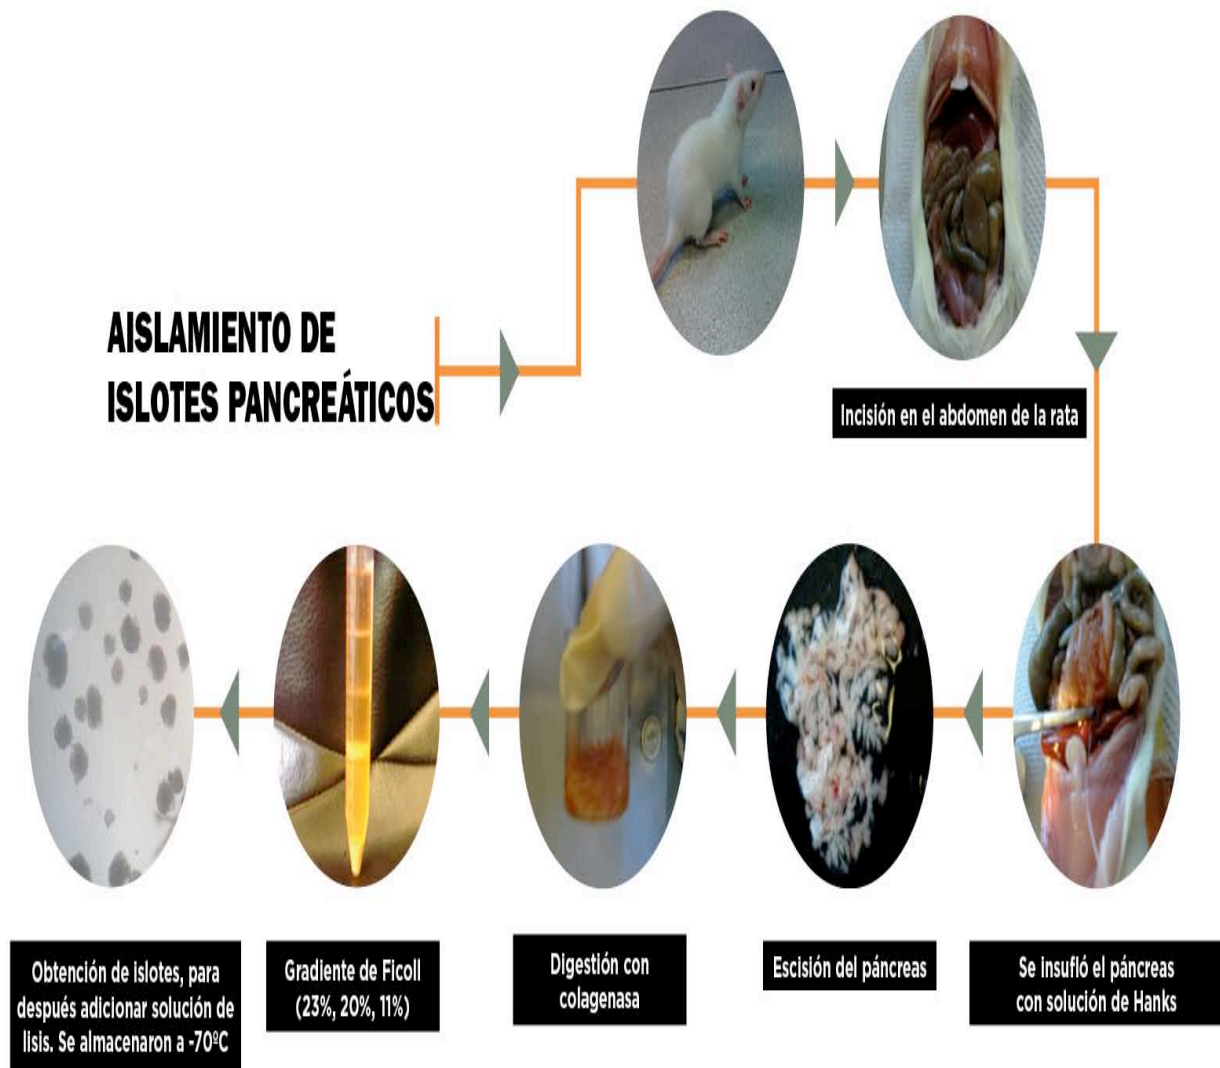 AISLAMIENTO DE
ISLOTES PANCREÁTICOS
Incisión en el abdomen de la rata
Se insufló el páncreas
con solución de Hanks
Escisión del páncreas
Digestión con
colagenasa
Gradiente de Ficoll
(23%, 20%, 11%)
Obtención de islotes, para
después adicionar solución de
lisis. Se almacenaron a -70ºC